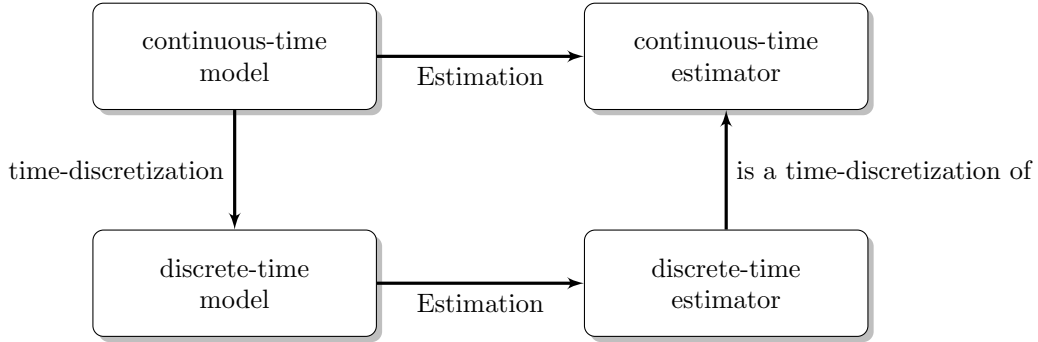 continuous-time
model
Estimation
continuous-time
estimator
time-discretization
is a time-discretization of
discrete-time
model
Estimation
discrete-time
estimator